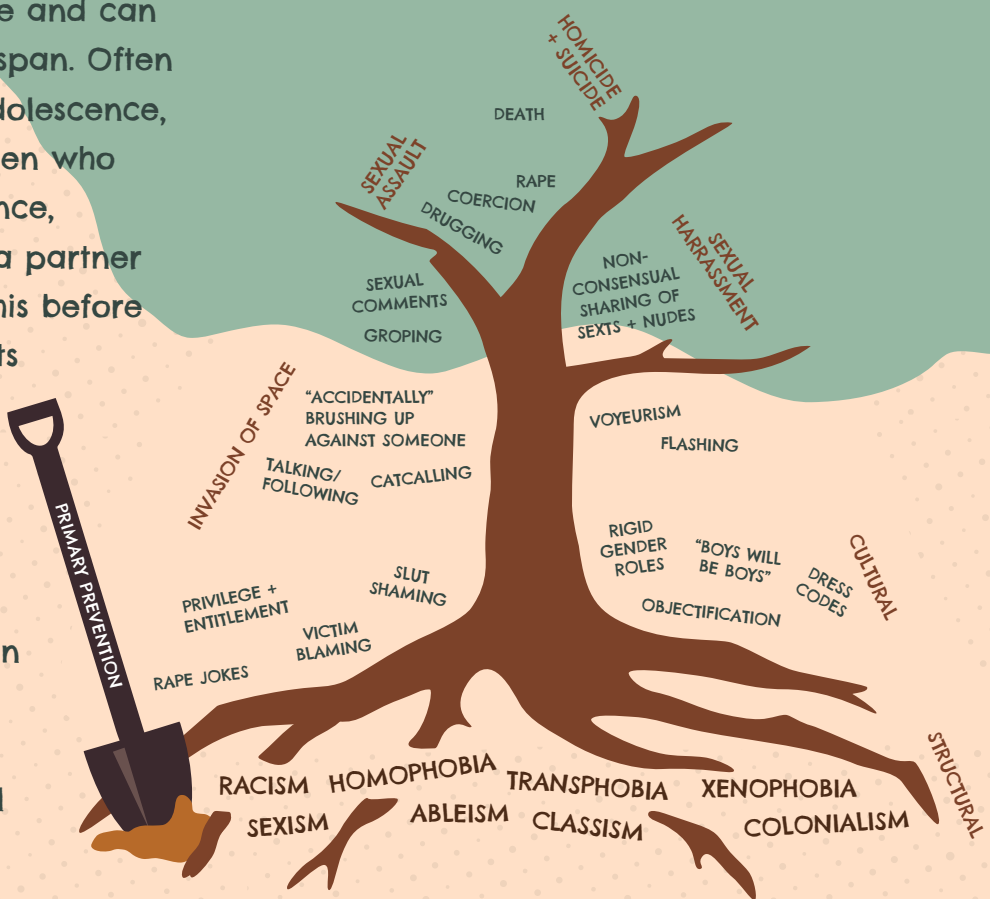 e and can
span. Often
dolescence,
en who
nce,
a partner
his before
ts
n
HOMICIDE
+ SUICIDE
DEATH
SEXUAL
ASSAULT
RAPE
COERCION
DRUGGING
SEXUAL
HARRASSMENT
NON-
CONSENSUAL
SHARING OF
SEXTS + NUDES
SEXUAL
COMMENTS
GROPING
INVASION OF SPACE
“ACCIDENTALLY”
BRUSHING UP
AGAINST SOMEONE
TALKING/
FOLLOWING
CATCALLING
VOYEURISM
FLASHING
PRIMARY PREVENTION
RIGID
GENDER
ROLES
“BOYS WILL
BE BOYS”
DRESS
CODES
CULTURAL
OBJECTIFICATION
SLUT
SHAMING
PRIVILEGE +
ENTITLEMENT
VICTIM
BLAMING
RAPE JOKES
STRUCTURAL
RACISM
HOMOPHOBIA
TRANSPHOBIA
XENOPHOBIA
SEXISM
ABLEISM
CLASSISM
COLONIALISM